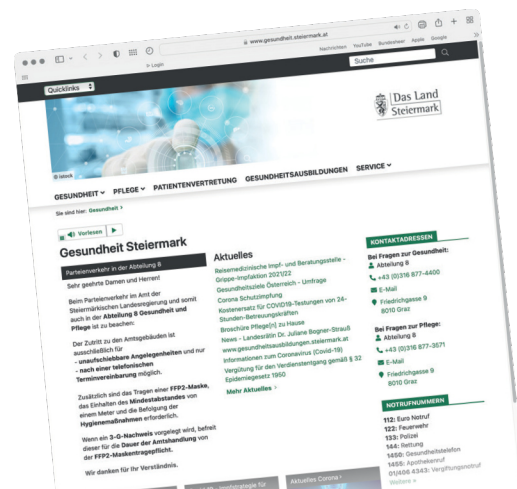 www.gesundheit.steiermark.at
Login
Nachrichten YouTube Bundesheer Apple Google
Quicklinks
Suche
Das Land
Steiermark
© istock
GESUNDHEIT PFLEGE PATIENTENVERTRETUNG GESUNDHEITSAUSBILDUNGEN SERVICE
Sie sind hier: Gesundheit >
Vorlesen
Gesundheit Steiermark
Parteienverkehr in der Abteilung 8
Sehr geehrte Damen und Herren!
Beim Parteienverkehr im Amt der
Steiermärkischen Landesregierung und somit
auch in der Abteilung 8 Gesundheit und
Pflege ist zu beachten:
Der Zutritt zu den Amtsgebäuden ist
ausschließlich für
- unaufschiebbare Angelegenheiten und nur
- nach einer telefonischen
Terminvereinbarung möglich.
Zusätzlich sind das Tragen einer FFP2-Maske,
das Einhalten des Mindestabstandes von
einem Meter und die Befolgung der
Hygienemaßnahmen erforderlich.
Wenn ein 3-G-Nachweis vorgelegt wird, befreit
dieser für die Dauer der Amtshandlung von
der FFP2-Maskentragepflicht.
Wir danken für Ihr Verständnis.
Aktuelles
Reisemedizinische Impf- und Beratungsstelle -
Grippe-Impfaktion 2021/22
Gesundheitsziele Österreich - Umfrage
Corona Schutzimpfung
Kostenersatz für COVID19-Testungen von 24-
Stunden-Betreuungskräften
Broschüre Pflege[n] zu Hause
News - Landesrätin Dr. Juliane Bogner-Strauß
www.gesundheitsausbildungen.steiermark.at
Informationen zum Coronavirus (Covid-19)
Vergütung für den Verdienstentgang gemäß § 32
Epidemiegesetz 1950
Mehr Aktuelles >
KONTAKTADRESSEN
Bei Fragen zur Gesundheit:
Abteilung 8
+43 (0)316 877-4400
E-Mail
Friedrichgasse 9
8010 Graz
Bei Fragen zur Pflege:
Abteilung 8
+43 (0)316 877-3571
E-Mail
Friedrichgasse 9
8010 Graz
NOTRUFNUMMERN
112: Euro Notruf
122: Feuerwehr
133: Polizei
144: Rettung
1450: Gesundheitstelefon
1455: Apothekenruf
01/406 4343: Vergiftungsnotruf
Weitere »
Impfstrategie für
Aktuelles Corona